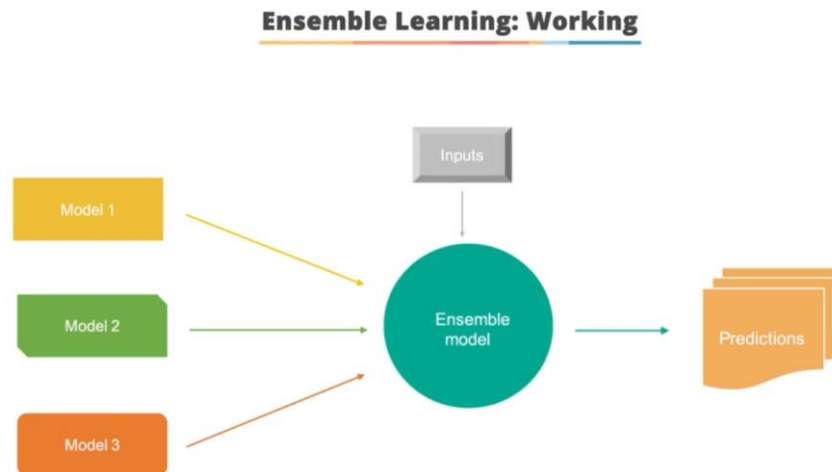 Ensemble Learning: Working
Inputs
Model 1
Model 2
Model 3
Ensemble
model
Predictions